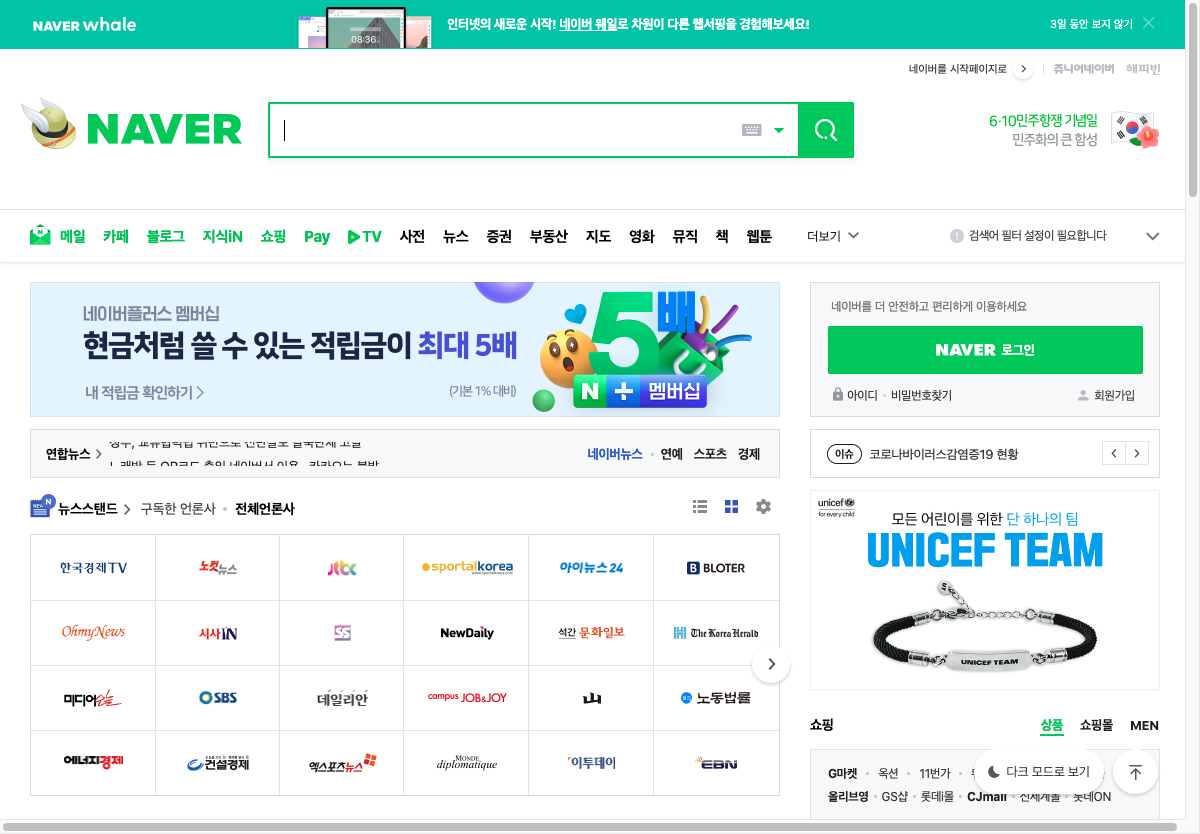 NAVER whale
08:36
인터넷의 새로운 시작! 네이버 웨일로 차원이 다른 웹서핑을 경험해보세요!
3일 동안 보지 않기
네이버를 시작페이지로
쥬니어네이버 해피빈
NAVER
6·10민주항쟁 기념일
민주화의 큰 함성
메일 카페 블로그 지식iN 쇼핑 Pay TV 사전 뉴스 증권 부동산 지도 영화 뮤직 책 웹툰 더보기
검색어 필터 설정이 필요합니다
네이버플러스 멤버십
현금처럼 쓸 수 있는 적립금이 최대 5배
내 적립금 확인하기
(기본 1% 대비)
5배
N + 멤버십
네이버를 더 안전하고 편리하게 이용하세요
NAVER 로그인
아이디 · 비밀번호찾기
회원가입
연합뉴스
네이버뉴스 · 연예 스포츠 경제
이슈 코로나바이러스감염증19 현황
NEW N 뉴스스탠드 구독한 언론사 · 전체언론사
한국경제TV 노컷뉴스 jtbc sportalkorea 아이뉴스24 BLOTER
www.sportalkorea.com
OhmyNews 시사IN NewDaily 석간 문화일보 The Korea Herald
미디어오늘 SBS 데일리안 campus JOB&JOY 노동법률
에너지경제 건설경제 엑스포츠뉴스 LE MONDE diplomatique 이투데이 EBN
unicef
for every child
모든 어린이를 위한 단 하나의 팀
UNICEF TEAM
UNICEF TEAM
쇼핑
상품 쇼핑몰 MEN
G마켓 · 옥션 · 11번가
다크 모드로 보기
올리브영 · GS샵 · 롯데i몰 · CJmall · 신세계몰 · 롯데ON